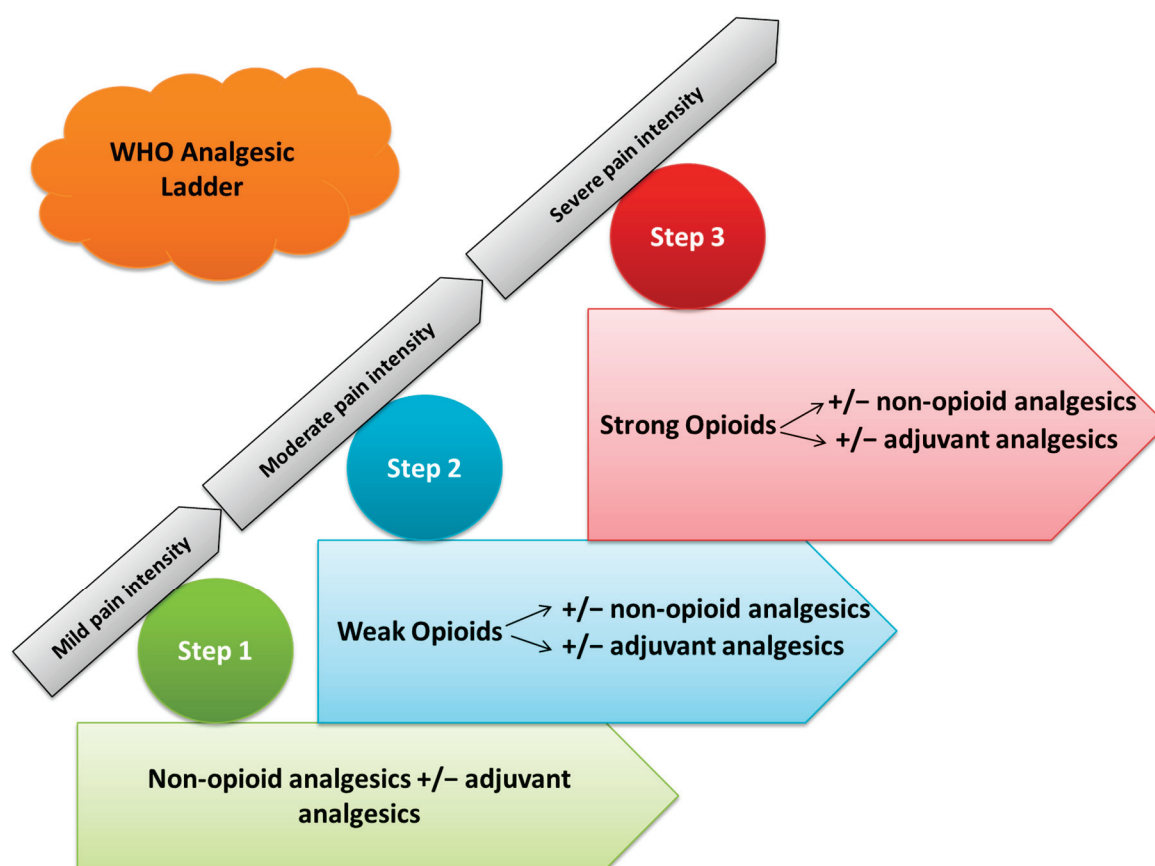 WHO Analgesic
Ladder
Severe pain intensity
Step 3
Strong Opioids
+/− non-opioid analgesics
+/− adjuvant analgesics
Moderate pain intensity
Step 2
Weak Opioids
+/− non-opioid analgesics
+/− adjuvant analgesics
Mild pain intensity
Step 1
Non-opioid analgesics +/− adjuvant
analgesics